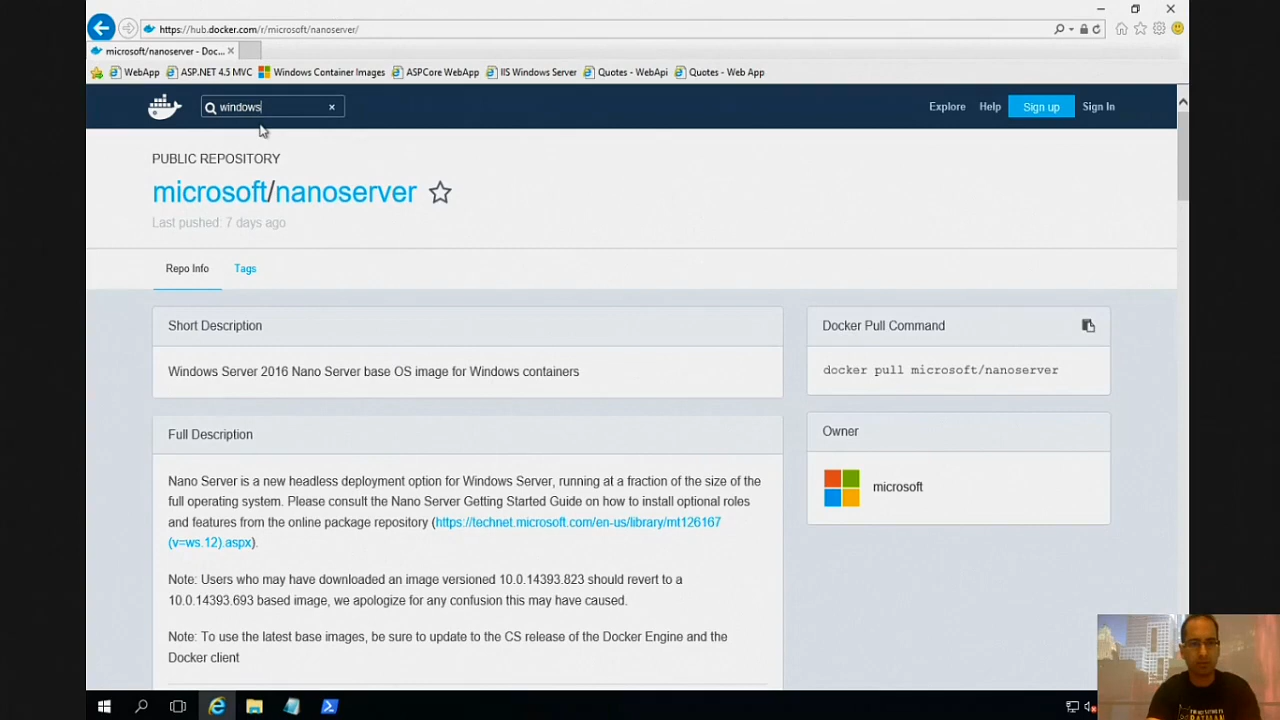 https://hub.docker.com/r/microsoft/nanoserver/
microsoft/nanoserver - Doc...
WebApp
ASP.NET 4.5 MVC
Windows Container Images
ASPCore WebApp
IIS Windows Server
Quotes - WebApi
Quotes - Web App
windows
Explore
Help
Sign up
Sign In
PUBLIC REPOSITORY
microsoft/nanoserver
Last pushed: 7 days ago
Repo Info
Tags
Short Description
Windows Server 2016 Nano Server base OS image for Windows containers
Full Description
Nano Server is a new headless deployment option for Windows Server, running at a fraction of the size of the
full operating system. Please consult the Nano Server Getting Started Guide on how to install optional roles
and features from the online package repository (https://technet.microsoft.com/en-us/library/mt126167
(v=ws.12).aspx).
Note: Users who may have downloaded an image versioned 10.0.14393.823 should revert to a
10.0.14393.693 based image, we apologize for any confusion this may have caused.
Note: To use the latest base images, be sure to update to the CS release of the Docker Engine and the
Docker client
Docker Pull Command
docker pull microsoft/nanoserver
Owner
microsoft